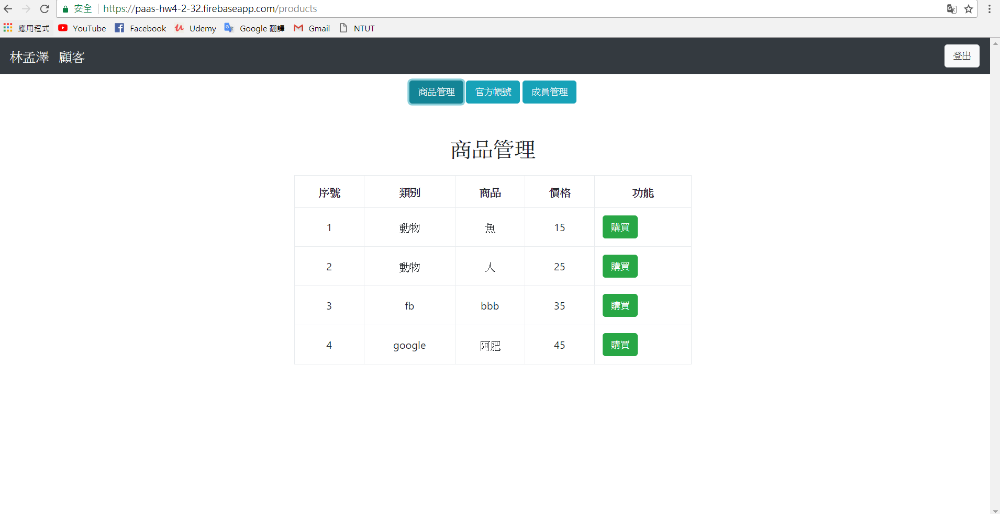 安全 https://paas-hw4-2-32.firebaseapp.com/products
應用程式 YouTube Facebook Udemy Google 翻譯 Gmail NTUT
林孟澤 顧客 登出
商品管理 官方帳號 成員管理
商品管理
序號 類別 商品 價格 功能
1 動物 魚 15 購買
2 動物 人 25 購買
3 fb bbb 35 購買
4 google 阿肥 45 購買